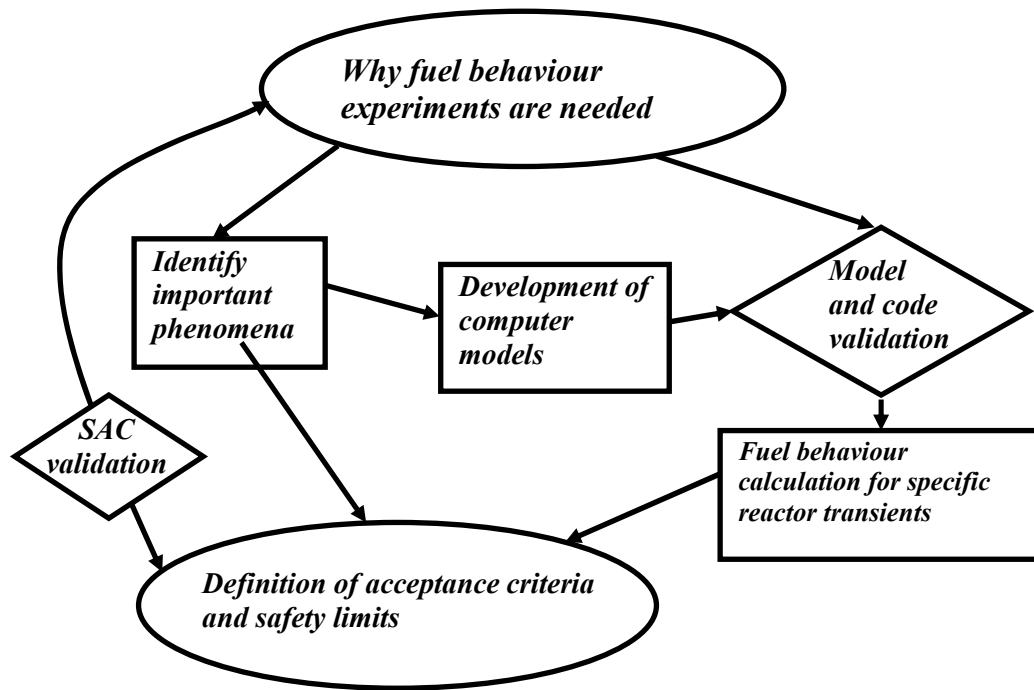 Why fuel behaviour
experiments are needed
Identify
important
phenomena
Development of
computer
models
Model
and code
validation
SAC
validation
Fuel behaviour
calculation for specific
reactor transients
Definition of acceptance criteria
and safety limits